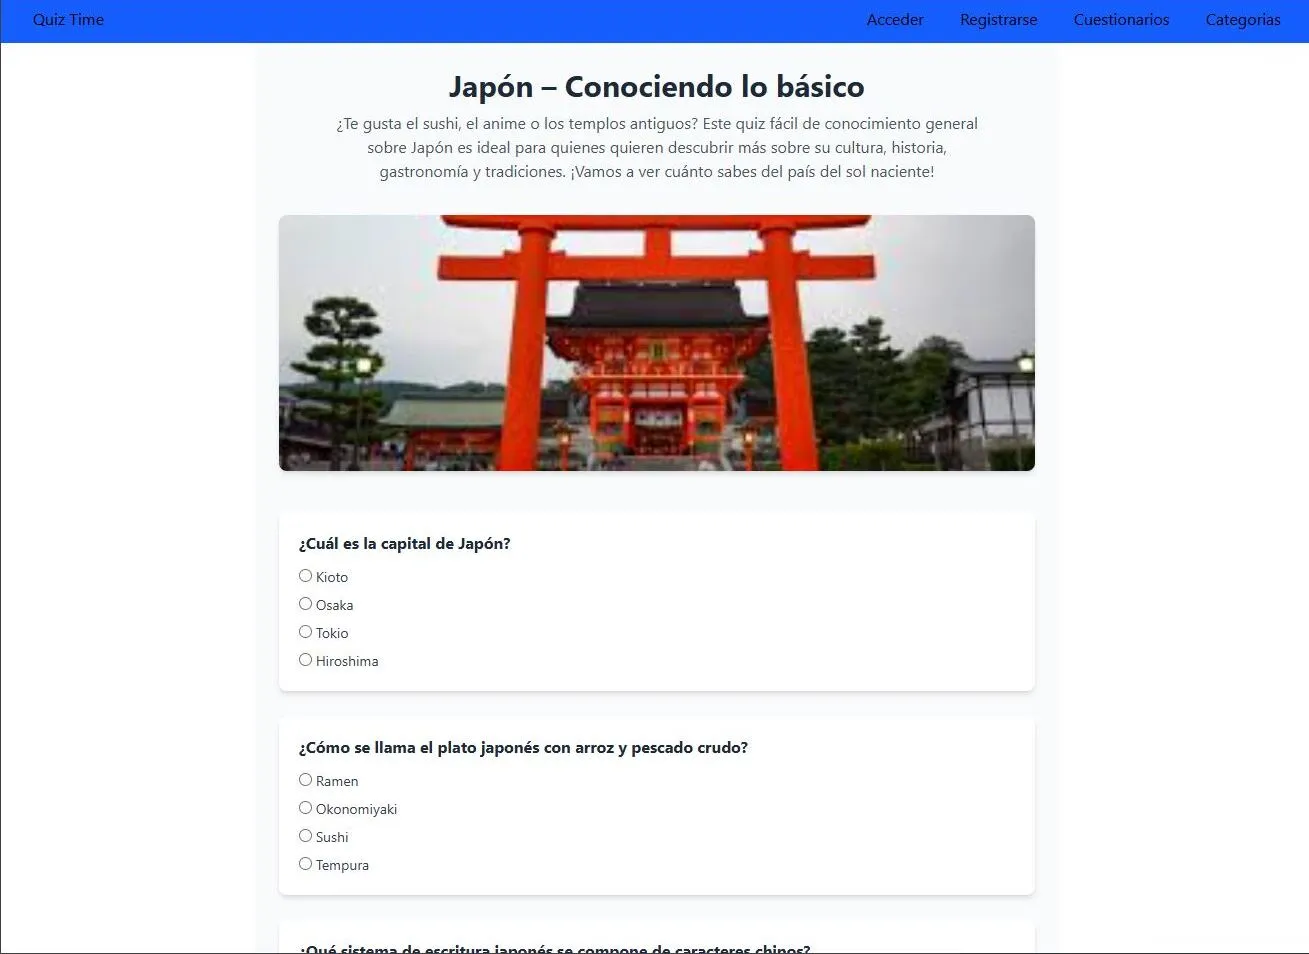 Quiz Time
Acceder
Registrarse
Cuestionarios
Categorias
Japón – Conociendo lo básico
¿Te gusta el sushi, el anime o los templos antiguos? Este quiz fácil de conocimiento general
sobre Japón es ideal para quienes quieren descubrir más sobre su cultura, historia,
gastronomía y tradiciones. ¡Vamos a ver cuánto sabes del país del sol naciente!
¿Cuál es la capital de Japón?
Kioto
Osaka
Tokio
Hiroshima
¿Cómo se llama el plato japonés con arroz y pescado crudo?
Ramen
Okonomiyaki
Sushi
Tempura
¿Qué sistema de escritura japonés se compone de caracteres chinos?